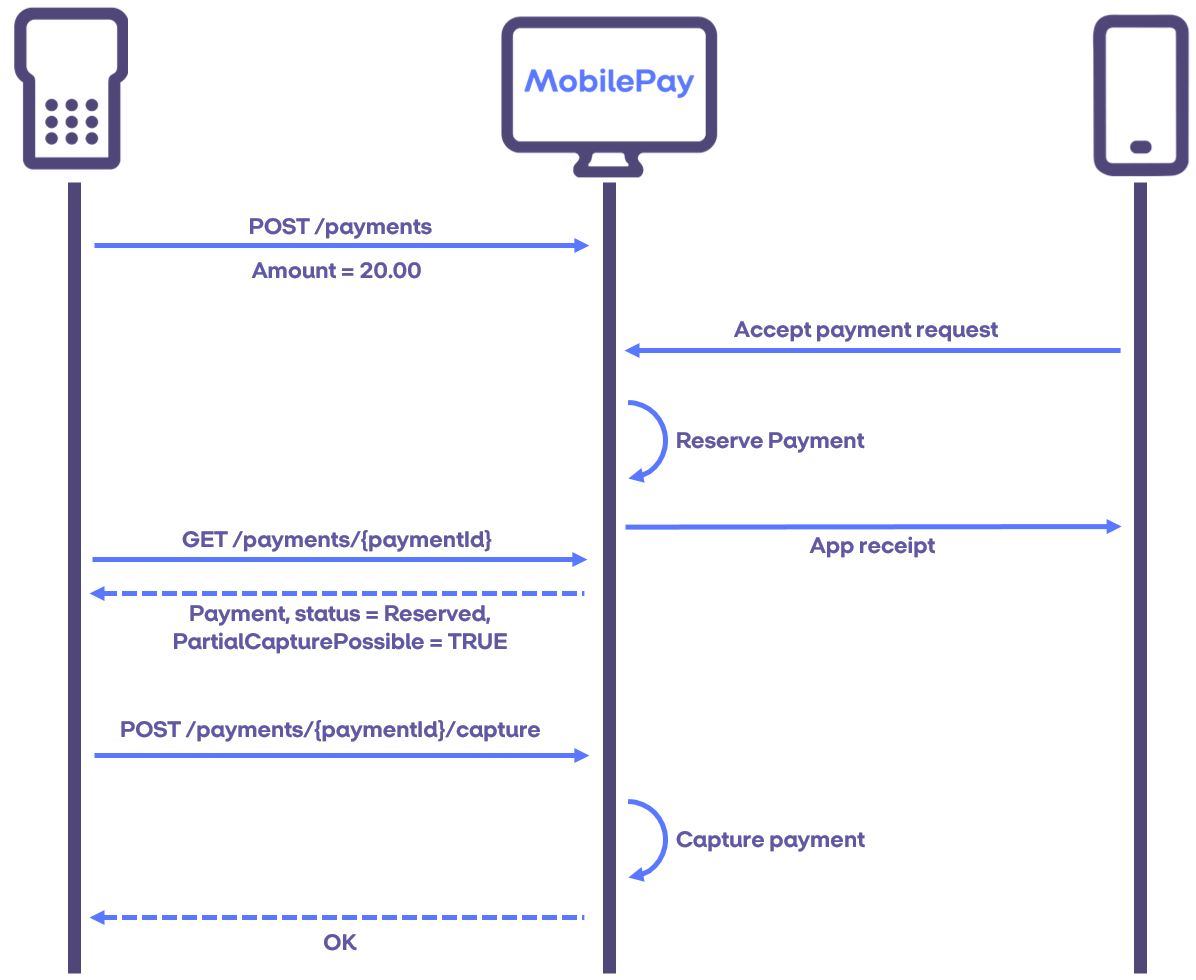 MobilePay
POST /payments
Amount = 20.00
Accept payment request
Reserve Payment
GET /payments/{paymentId}
App receipt
Payment, status = Reserved,
PartialCapturePossible = TRUE
POST /payments/{paymentId}/capture
Capture payment
OK